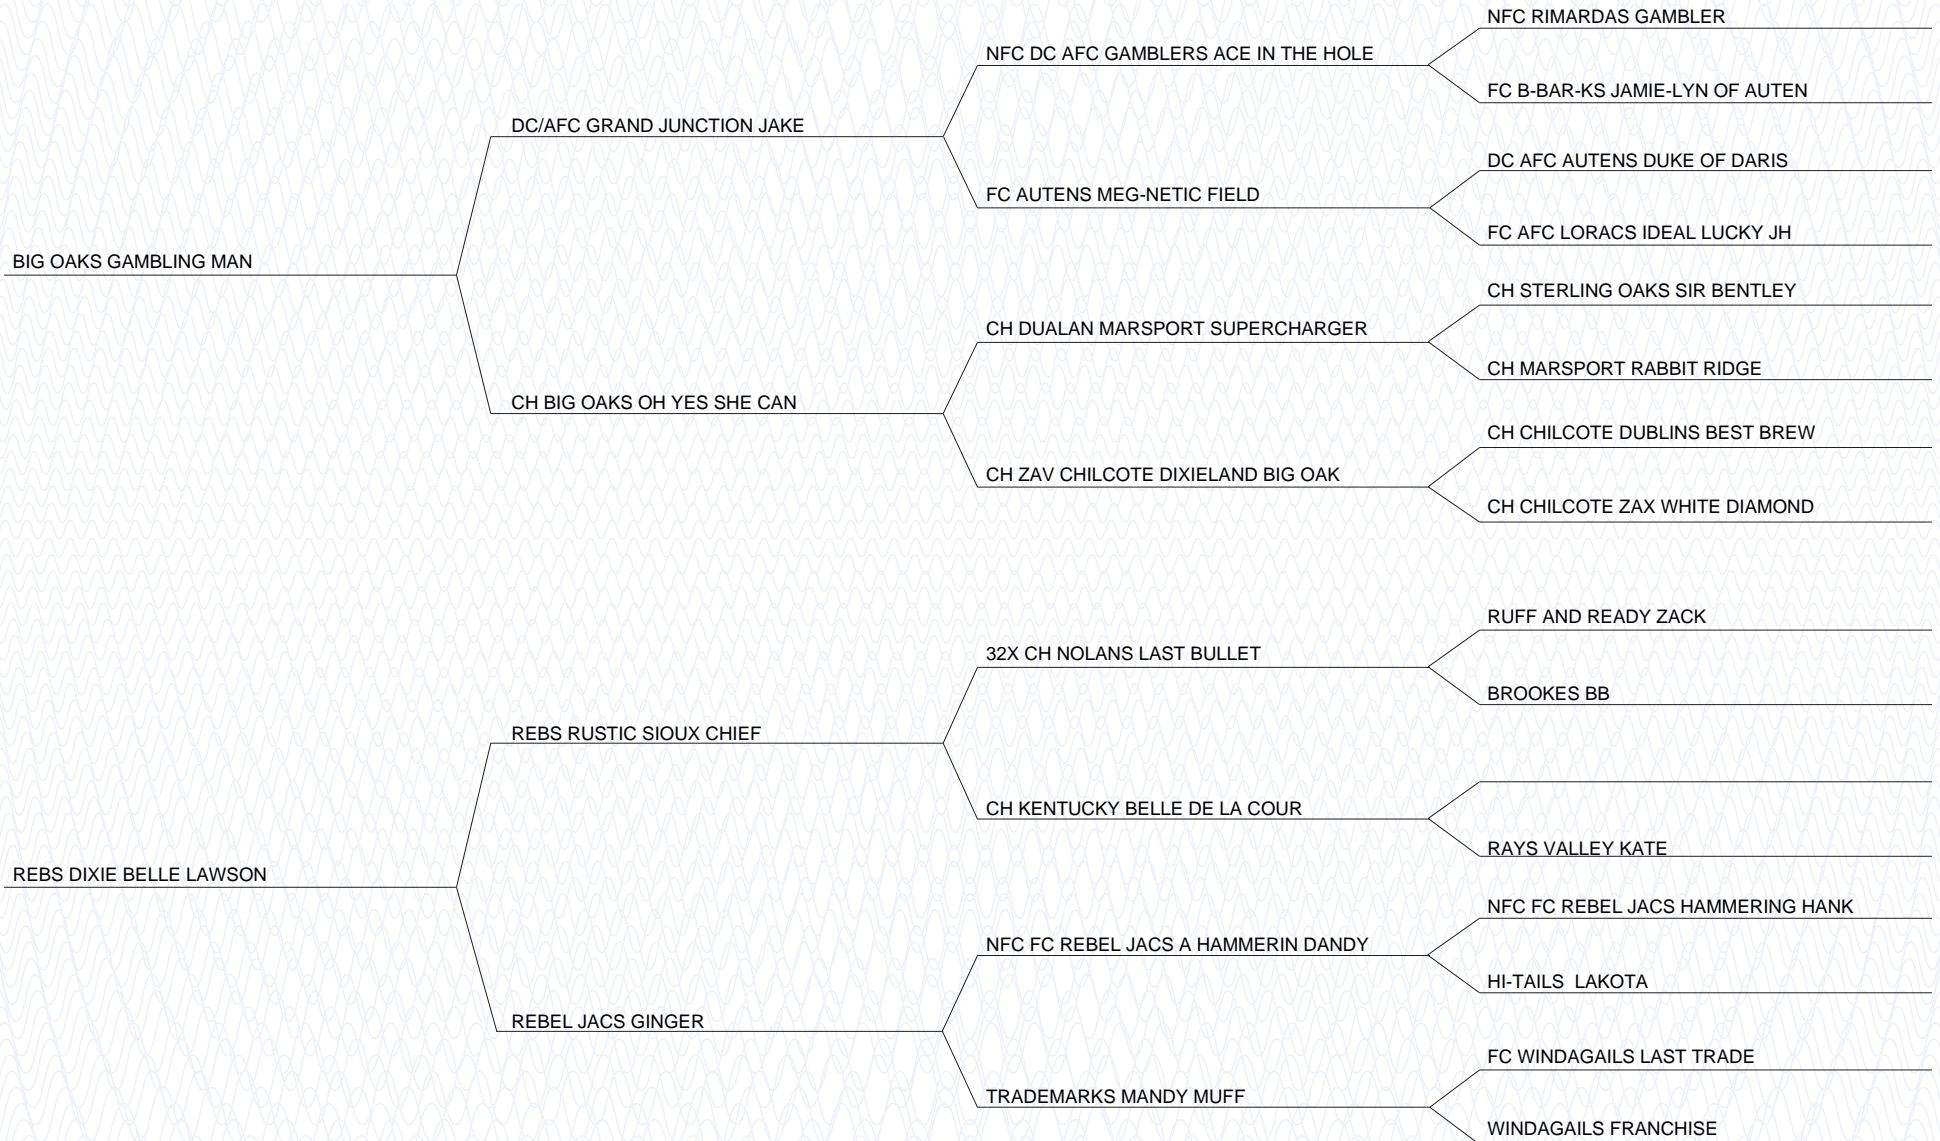 NFC RIMARDAS GAMBLER
NFC DC AFC GAMBLERS ACE IN THE HOLE
FC B-BAR-KS JAMIE-LYN OF AUTEN
DC/AFC GRAND JUNCTION JAKE
DC AFC AUTENS DUKE OF DARIS
FC AUTENS MEG-NETIC FIELD
FC AFC LORACS IDEAL LUCKY JH
BIG OAKS GAMBLING MAN
CH STERLING OAKS SIR BENTLEY
CH DUALAN MARSPORT SUPERCHARGER
CH MARSPORT RABBIT RIDGE
CH BIG OAKS OH YES SHE CAN
CH CHILCOTE DUBLINS BEST BREW
CH ZAV CHILCOTE DIXIELAND BIG OAK
CH CHILCOTE ZAX WHITE DIAMOND
RUFF AND READY ZACK
32X CH NOLANS LAST BULLET
BROOKES BB
REBS RUSTIC SIOUX CHIEF
CH KENTUCKY BELLE DE LA COUR
RAYS VALLEY KATE
REBS DIXIE BELLE LAWSON
NFC FC REBEL JACS HAMMERING HANK
NFC FC REBEL JACS A HAMMERIN DANDY
HI-TAILS  LAKOTA
REBEL JACS GINGER
FC WINDAGAILS LAST TRADE
TRADEMARKS MANDY MUFF
WINDAGAILS FRANCHISE